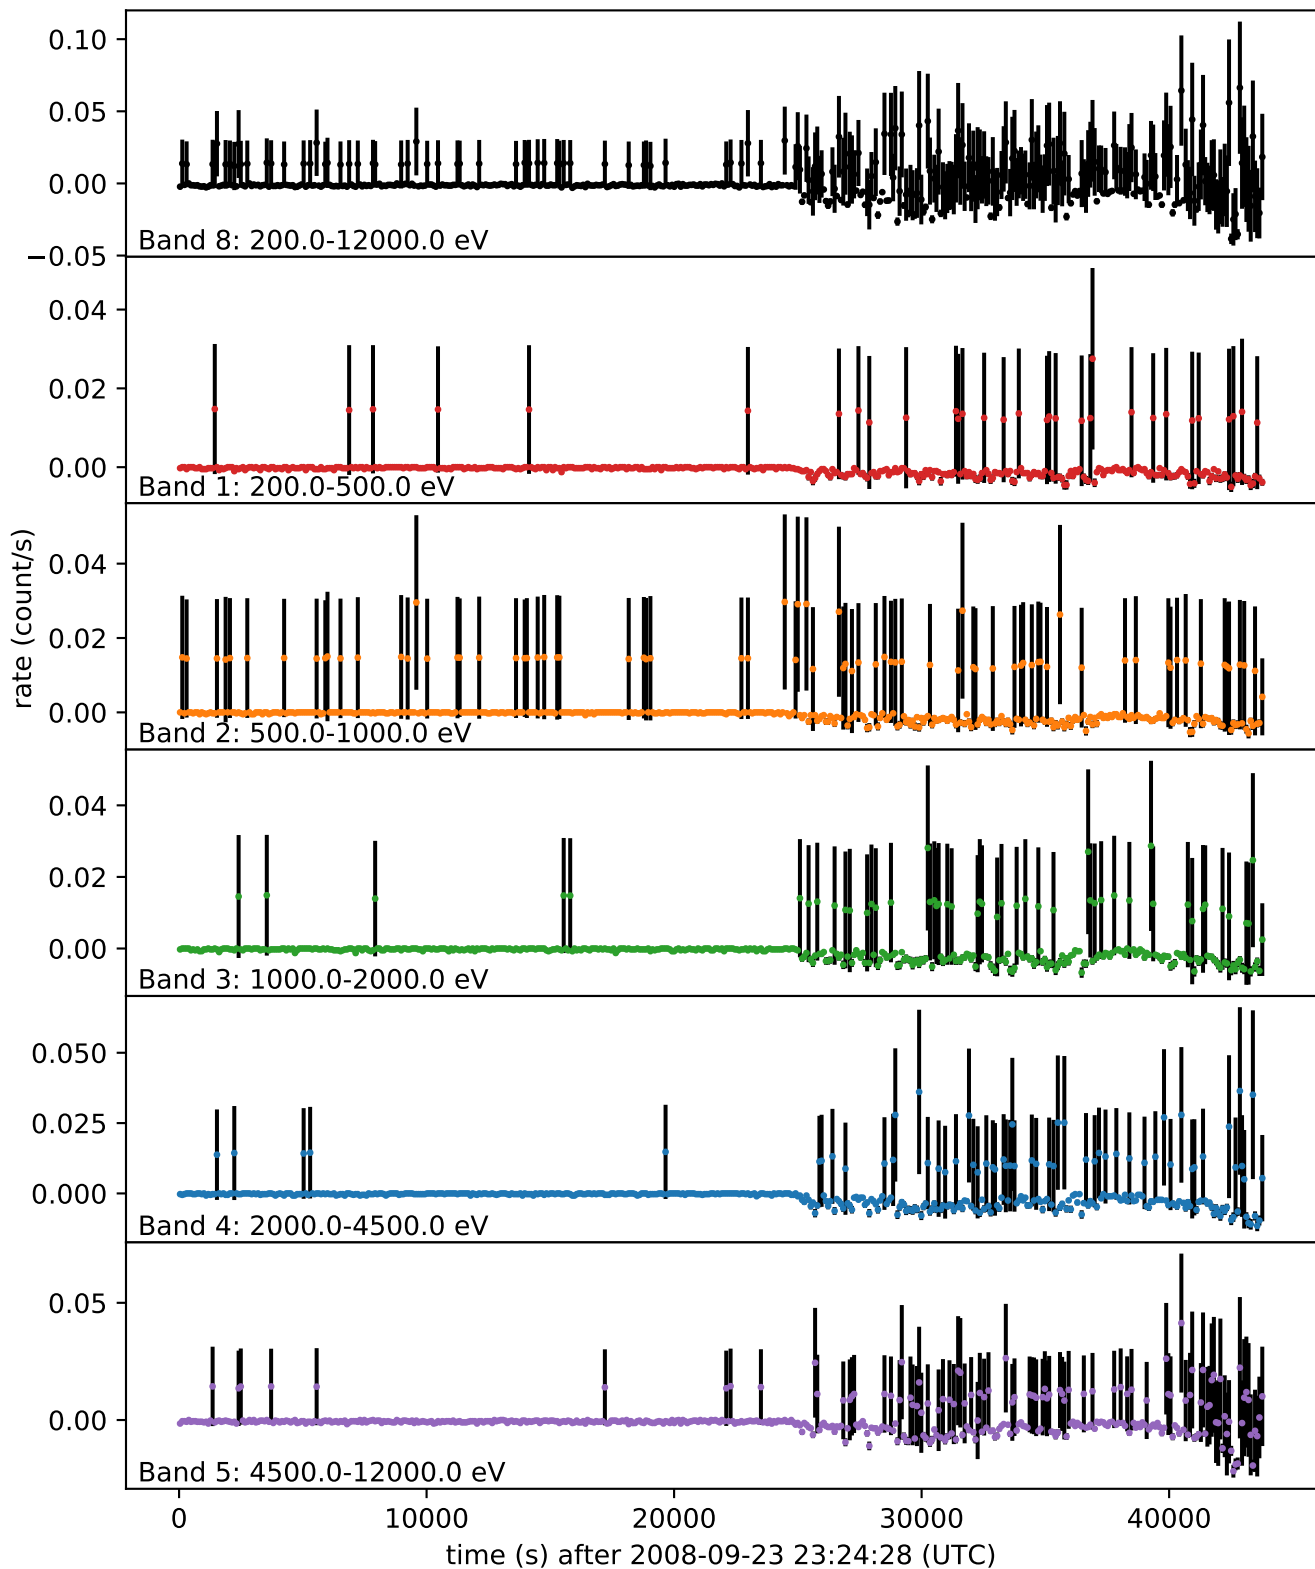 0.10
0.05
0.00
−0.05
Band 8: 200.0-12000.0 eV
0.04
0.02
0.00
Band 1: 200.0-500.0 eV
rate (count/s)
0.04
0.02
0.00
Band 2: 500.0-1000.0 eV
0.04
0.02
0.00
Band 3: 1000.0-2000.0 eV
0.050
0.025
0.000
Band 4: 2000.0-4500.0 eV
0.05
0.00
Band 5: 4500.0-12000.0 eV
0 10000 20000 30000 40000
time (s) after 2008-09-23 23:24:28 (UTC)